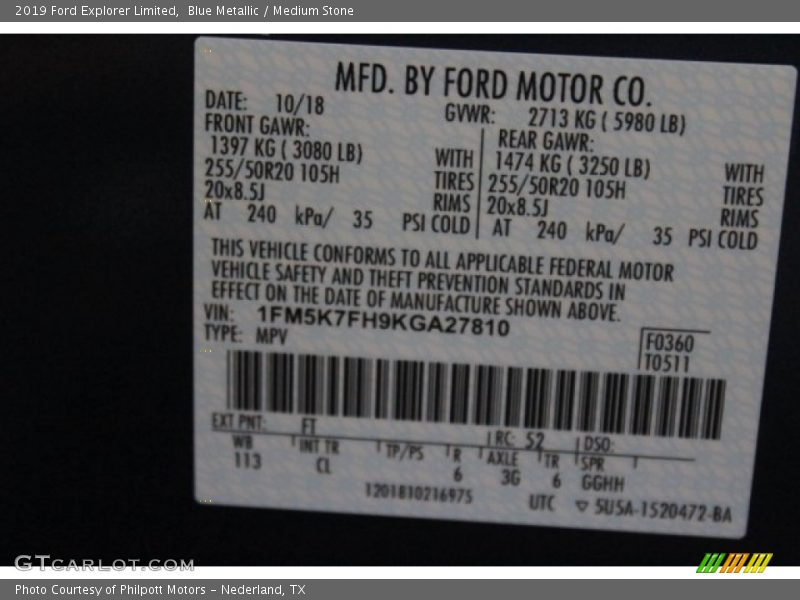 2019 Ford Explorer Limited, Blue Metallic / Medium Stone
MFD. BY FORD MOTOR CO.
DATE: 10/18
GVWR: 2713 KG ( 5980 LB)
FRONT GAWR:
1397 KG ( 3080 LB) WITH
255/50R20 105H TIRES
20x8.5J RIMS
AT 240 kPa/ 35 PSI COLD
REAR GAWR:
1474 KG ( 3250 LB) WITH
255/50R20 105H TIRES
20x8.5J RIMS
AT 240 kPa/ 35 PSI COLD
THIS VEHICLE CONFORMS TO ALL APPLICABLE FEDERAL MOTOR
VEHICLE SAFETY AND THEFT PREVENTION STANDARDS IN
EFFECT ON THE DATE OF MANUFACTURE SHOWN ABOVE.
VIN: 1FM5K7FH9KGA27810
TYPE: MPV
F0360
T0511
EXT PNT: FT RC: 52 DSO:
WB INT TR TP/PS R AXLE TR SPR
113 CL 6 3G 6 GGHH
1201810216975 UTC ▽ 5U5A-1520472-BA
GTCARLOT.COM
Photo Courtesy of Philpott Motors – Nederland, TX